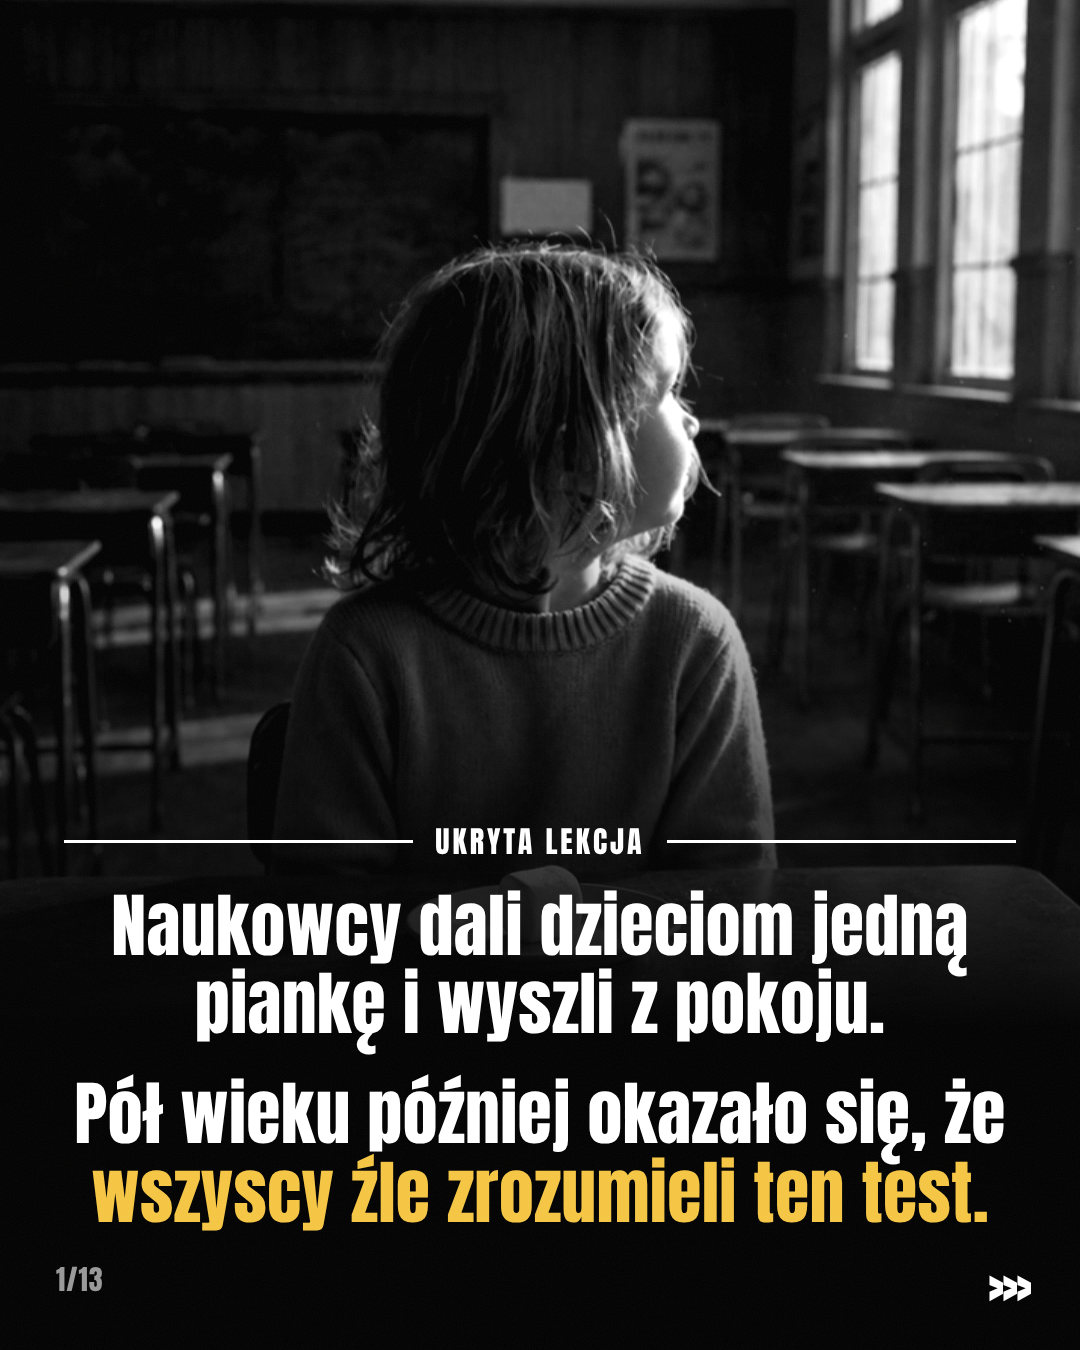 UKRYTA LEKCJA
Naukowcy dali dzieciom jedną
piankę i wyszli z pokoju.
Pół wieku później okazało się, że
wszyscy źle zrozumieli ten test.
1/13
>>>